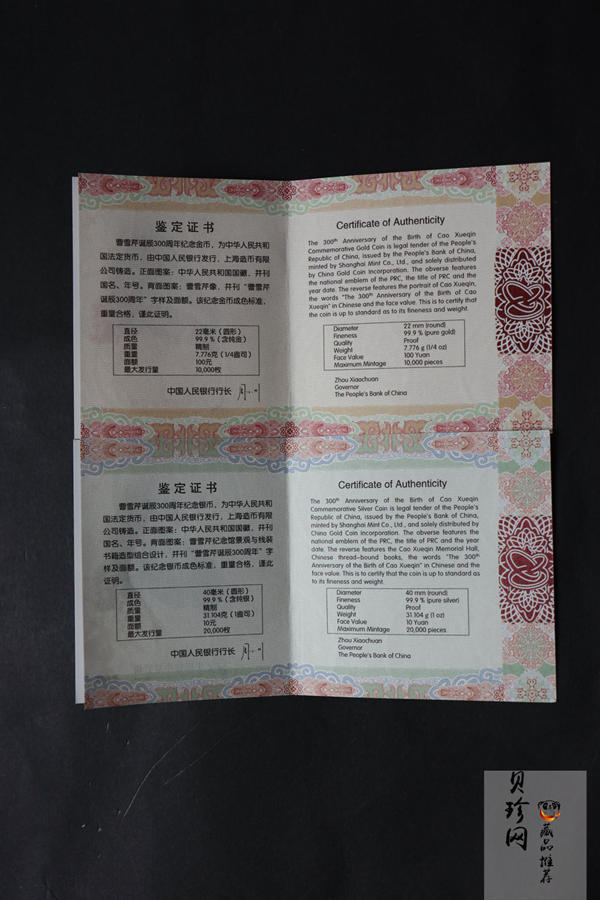 鉴定证书
曹雪芹诞辰300周年纪念金币，为中华人民共和
国法定货币，由中国人民银行发行，上海造币有限
公司铸造。正面图案：中华人民共和国国徽，并刊
国名、年号。背面图案：曹雪芹像，并刊“曹雪芹
诞辰300周年”字样及面额。该纪念金币成色标准，
重量合格，谨此证明。
直径 22毫米（圆形）
成色 99.9％（含纯金）
质量 精制
重量 7.776克（1/4盎司）
面额 100元
最大发行量 10,000枚
中国人民银行行长
Certificate of Authenticity
The 300th Anniversary of the Birth of Cao Xueqin
Commemorative Gold Coin is legal tender of the People's
Republic of China, issued by the People's Bank of China,
minted by Shanghai Mint Co., Ltd., and solely distributed
by China Gold Coin Incorporation. The obverse features
the national emblem of the PRC, the title of PRC and the
year date. The reverse features the portrait of Cao Xueqin,
the words "The 300th Anniversary of the Birth of Cao
Xueqin" in Chinese and the face value. This is to certify that
the coin is up to standard as to its fineness and weight.
Diameter 22 mm (round)
Fineness 99.9 % (pure gold)
Quality Proof
Weight 7.776 g (1/4 oz)
Face Value 100 Yuan
Maximum Mintage 10,000 pieces
Zhou Xiaochuan
Governor
The People's Bank of China
鉴定证书
曹雪芹诞辰300周年纪念银币，为中华人民共和
国法定货币，由中国人民银行发行，上海造币有限
公司铸造。正面图案：中华人民共和国国徽，并刊
国名、年号。背面图案：曹雪芹纪念馆景观与线装
书籍造型组合设计，并刊“曹雪芹诞辰300周年”字
样及面额。该纪念银币成色标准，重量合格，谨此
证明。
直径 40毫米（圆形）
成色 99.9％（含纯银）
质量 精制
重量 31.104克（1盎司）
面额 10元
最大发行量 20,000枚
中国人民银行行长
Certificate of Authenticity
The 300th Anniversary of the Birth of Cao Xueqin
Commemorative Silver Coin is legal tender of the People's
Republic of China, issued by the People's Bank of China,
minted by Shanghai Mint Co., Ltd., and solely distributed by
China Gold Coin Incorporation. The obverse features the
national emblem of the PRC, the title of PRC and the year
date. The reverse features the Cao Xueqin Memorial Hall,
Chinese thread-bound books, the words "The 300th
Anniversary of the Birth of Cao Xueqin" in Chinese and the
face value. This is to certify that the coin is up to standard as
to its fineness and weight.
Diameter 40 mm (round)
Fineness 99.9 % (pure silver)
Quality Proof
Weight 31.104 g (1 oz)
Face Value 10 Yuan
Maximum Mintage 20,000 pieces
Zhou Xiaochuan
Governor
The People's Bank of China
贝珍网
藏品推荐